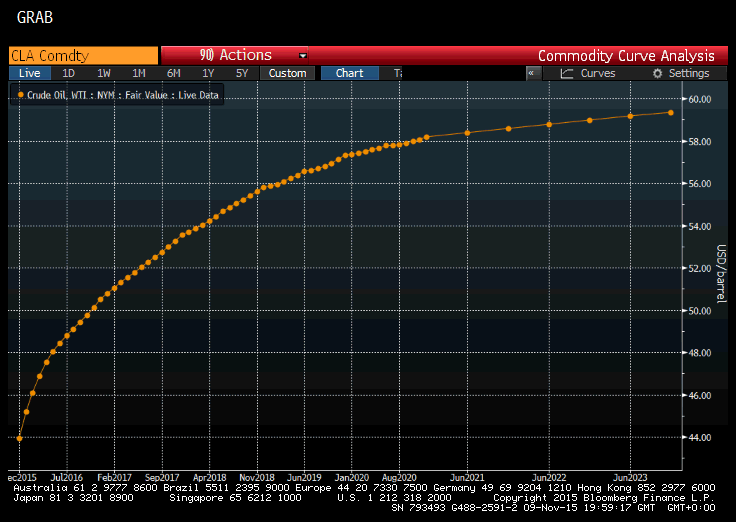 GRAB
CLA Comdty 90) Actions Commodity Curve Analysis
Live 1D 1W 1M 6M 1Y 5Y Custom Chart Ta « Curves Settings
Crude Oil, WTI : NYM : Fair Value : Live Data
60.00
58.00
56.00
54.00
52.00
50.00
48.00
46.00
44.00
USD/barrel
ec2015 Jul2016 Feb2017 Sep2017 Apr2018 Nov2018 Jun2019 Jan2020 Aug2020 Jun2021 Jun2022 Jun2023
Australia 61 2 9777 8600 Brazil 5511 2395 9000 Europe 44 20 7330 7500 Germany 49 69 9204 1210 Hong Kong 852 2977 6000
Japan 81 3 3201 8900 Singapore 65 6212 1000 U.S. 1 212 318 2000 Copyright 2015 Bloomberg Finance L.P.
SN 793493 G488-2591-2 09-Nov-15 19:59:17 GMT GMT+0:00